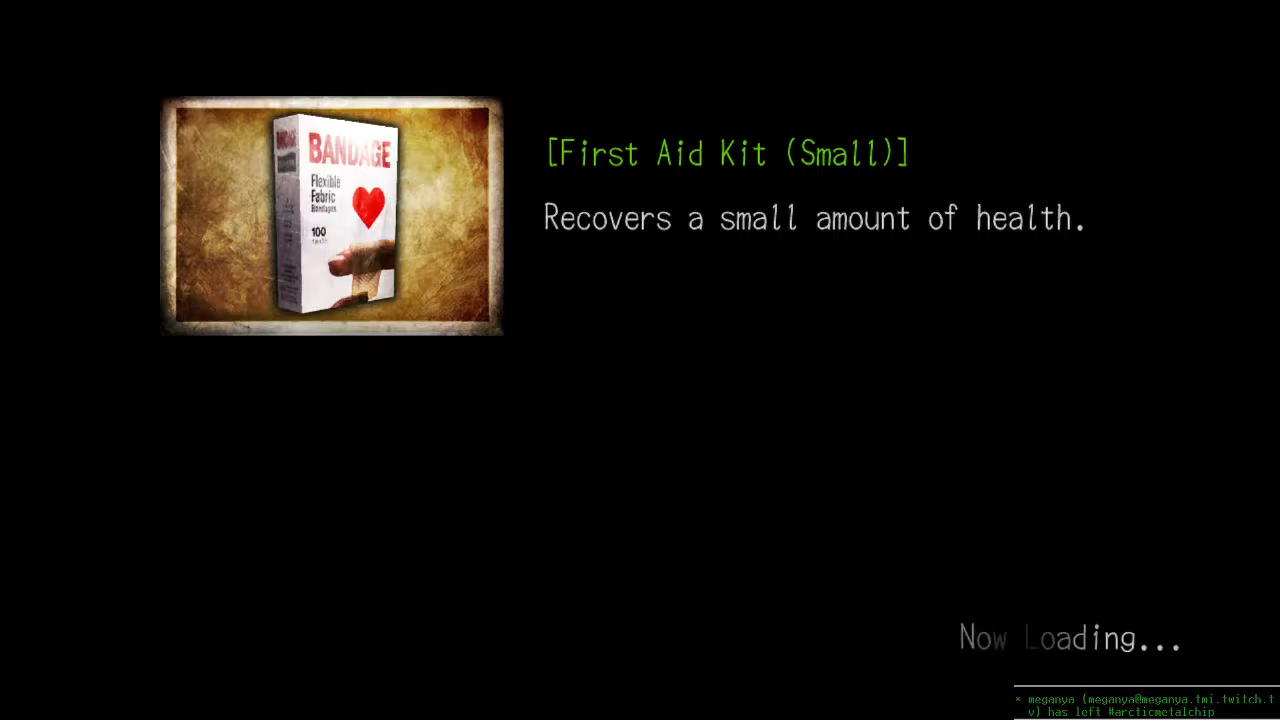 [First Aid Kit (Small)]
Recovers a small amount of health.
BANDAGE
Flexible
Fabric
Bandages
100
Now Loading...
* meganya (meganya@meganya.tmi.twitch.t
v) has left #arcticmetalchip